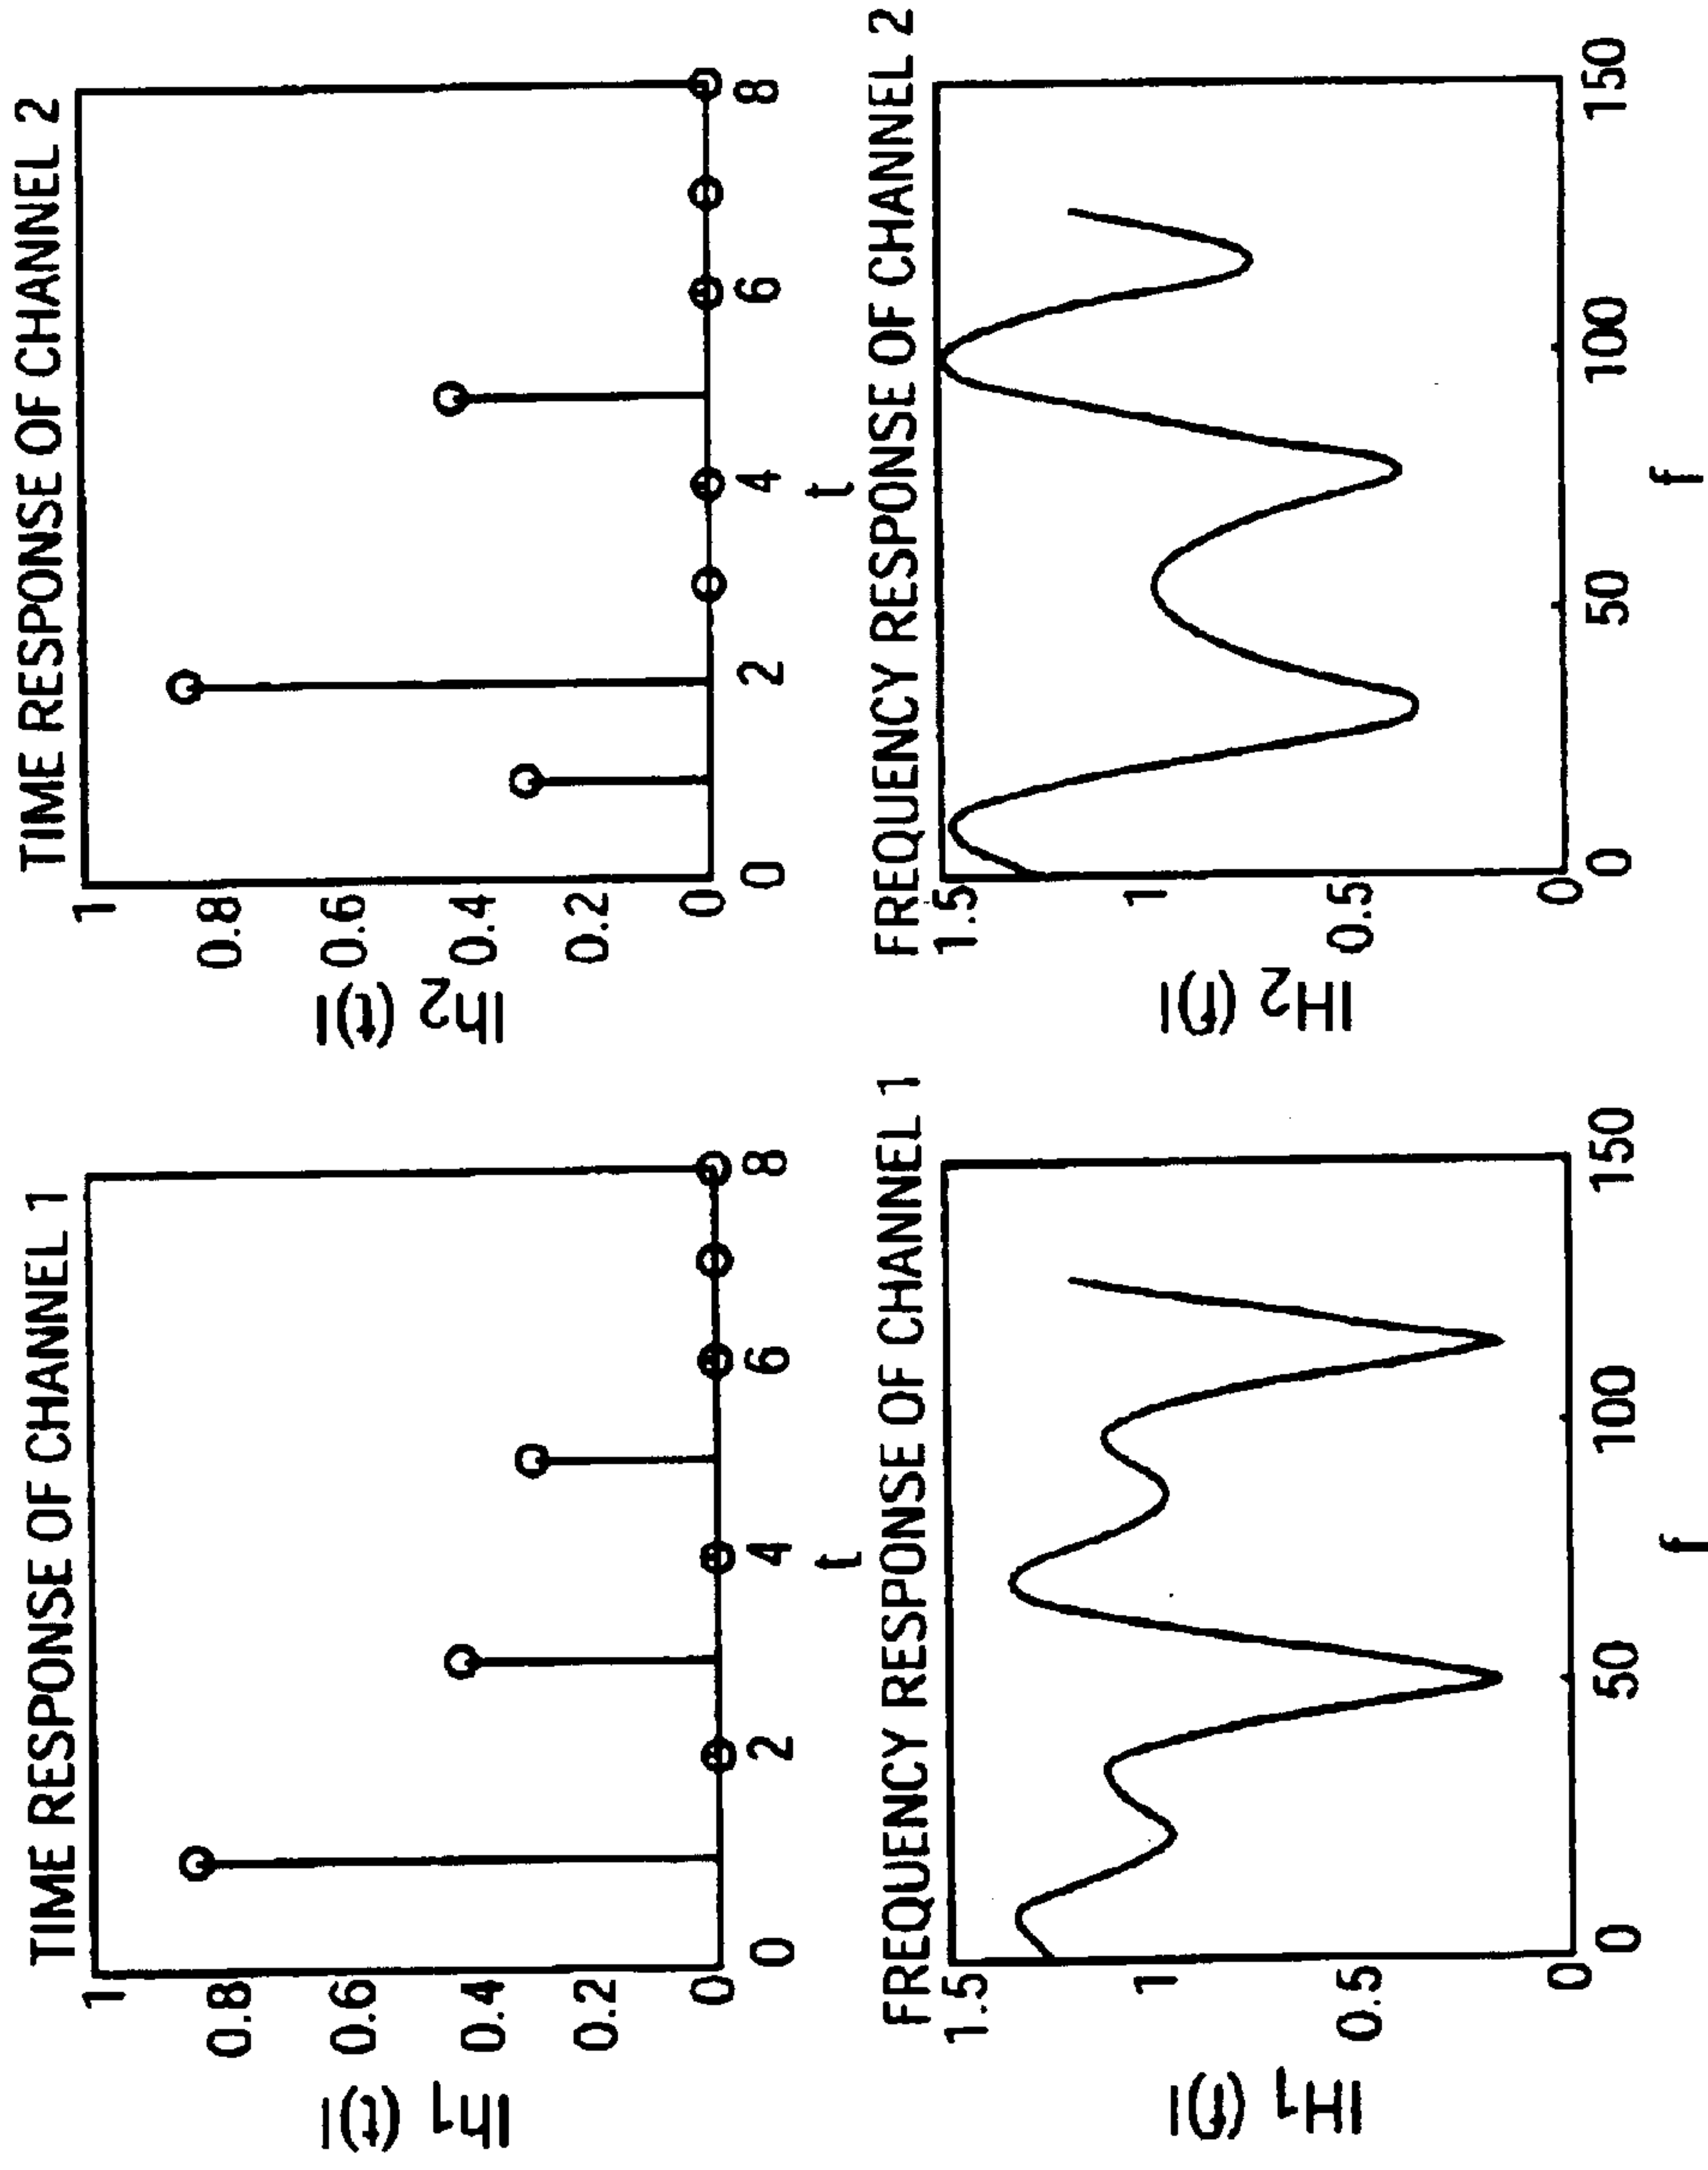 TIME RESPONSE OF CHANNEL 1
|h1 (t)|
1
0.8
0.6
0.4
0.2
0
0 2 4 6 8
t
TIME RESPONSE OF CHANNEL 2
|h2 (t)|
1
0.8
0.6
0.4
0.2
0
0 2 4 6 8
t
FREQUENCY RESPONSE OF CHANNEL 1
|H1 (f)|
1.5
1
0.5
0
0 50 100 150
f
FREQUENCY RESPONSE OF CHANNEL 2
|H2 (f)|
1.5
1
0.5
0
0 50 100 150
f